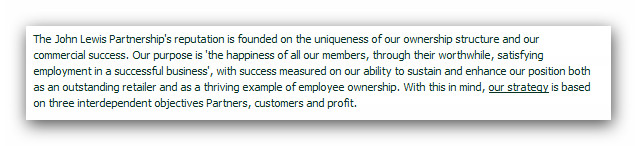 The John Lewis Partnership's reputation is founded on the uniqueness of our ownership structure and our
commercial success. Our purpose is 'the happiness of all our members, through their worthwhile, satisfying
employment in a successful business', with success measured on our ability to sustain and enhance our position both
as an outstanding retailer and as a thriving example of employee ownership. With this in mind, our strategy is based
on three interdependent objectives Partners, customers and profit.